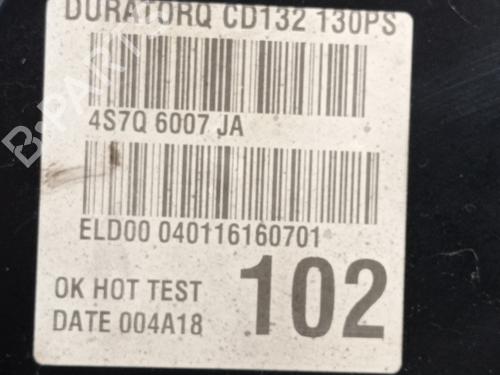 DURATORQ CD132 130PS
4S7Q 6007 JA
ELD00 040116160701
OK HOT TEST
DATE 004A18
102
B-PARTS